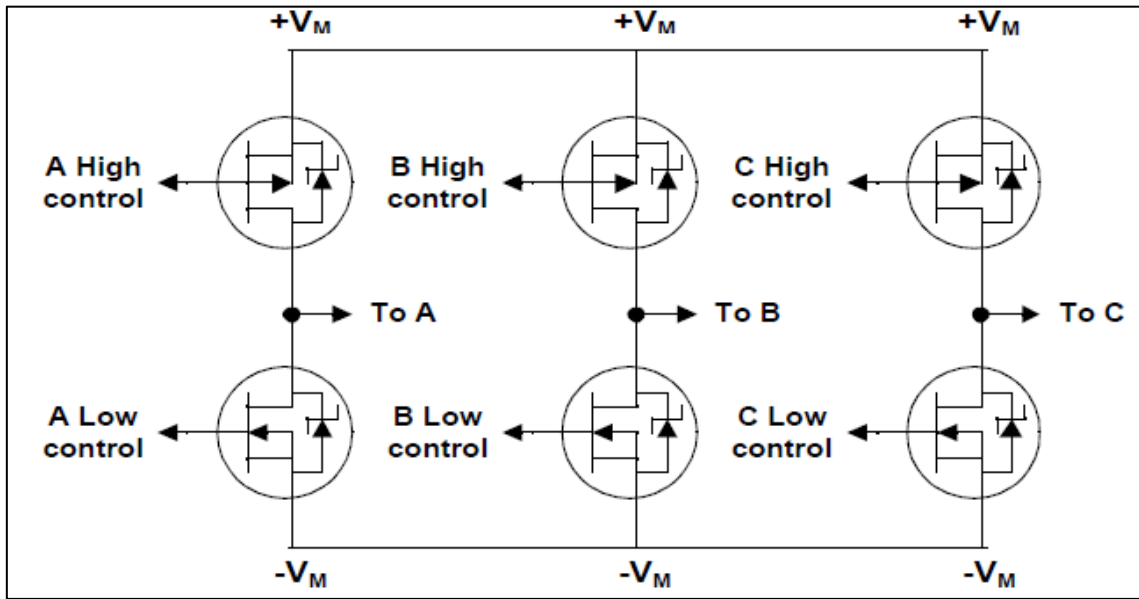 +VM +VM +VM
A High control
B High control
C High control
To A
To B
To C
A Low control
B Low control
C Low control
-VM -VM -VM